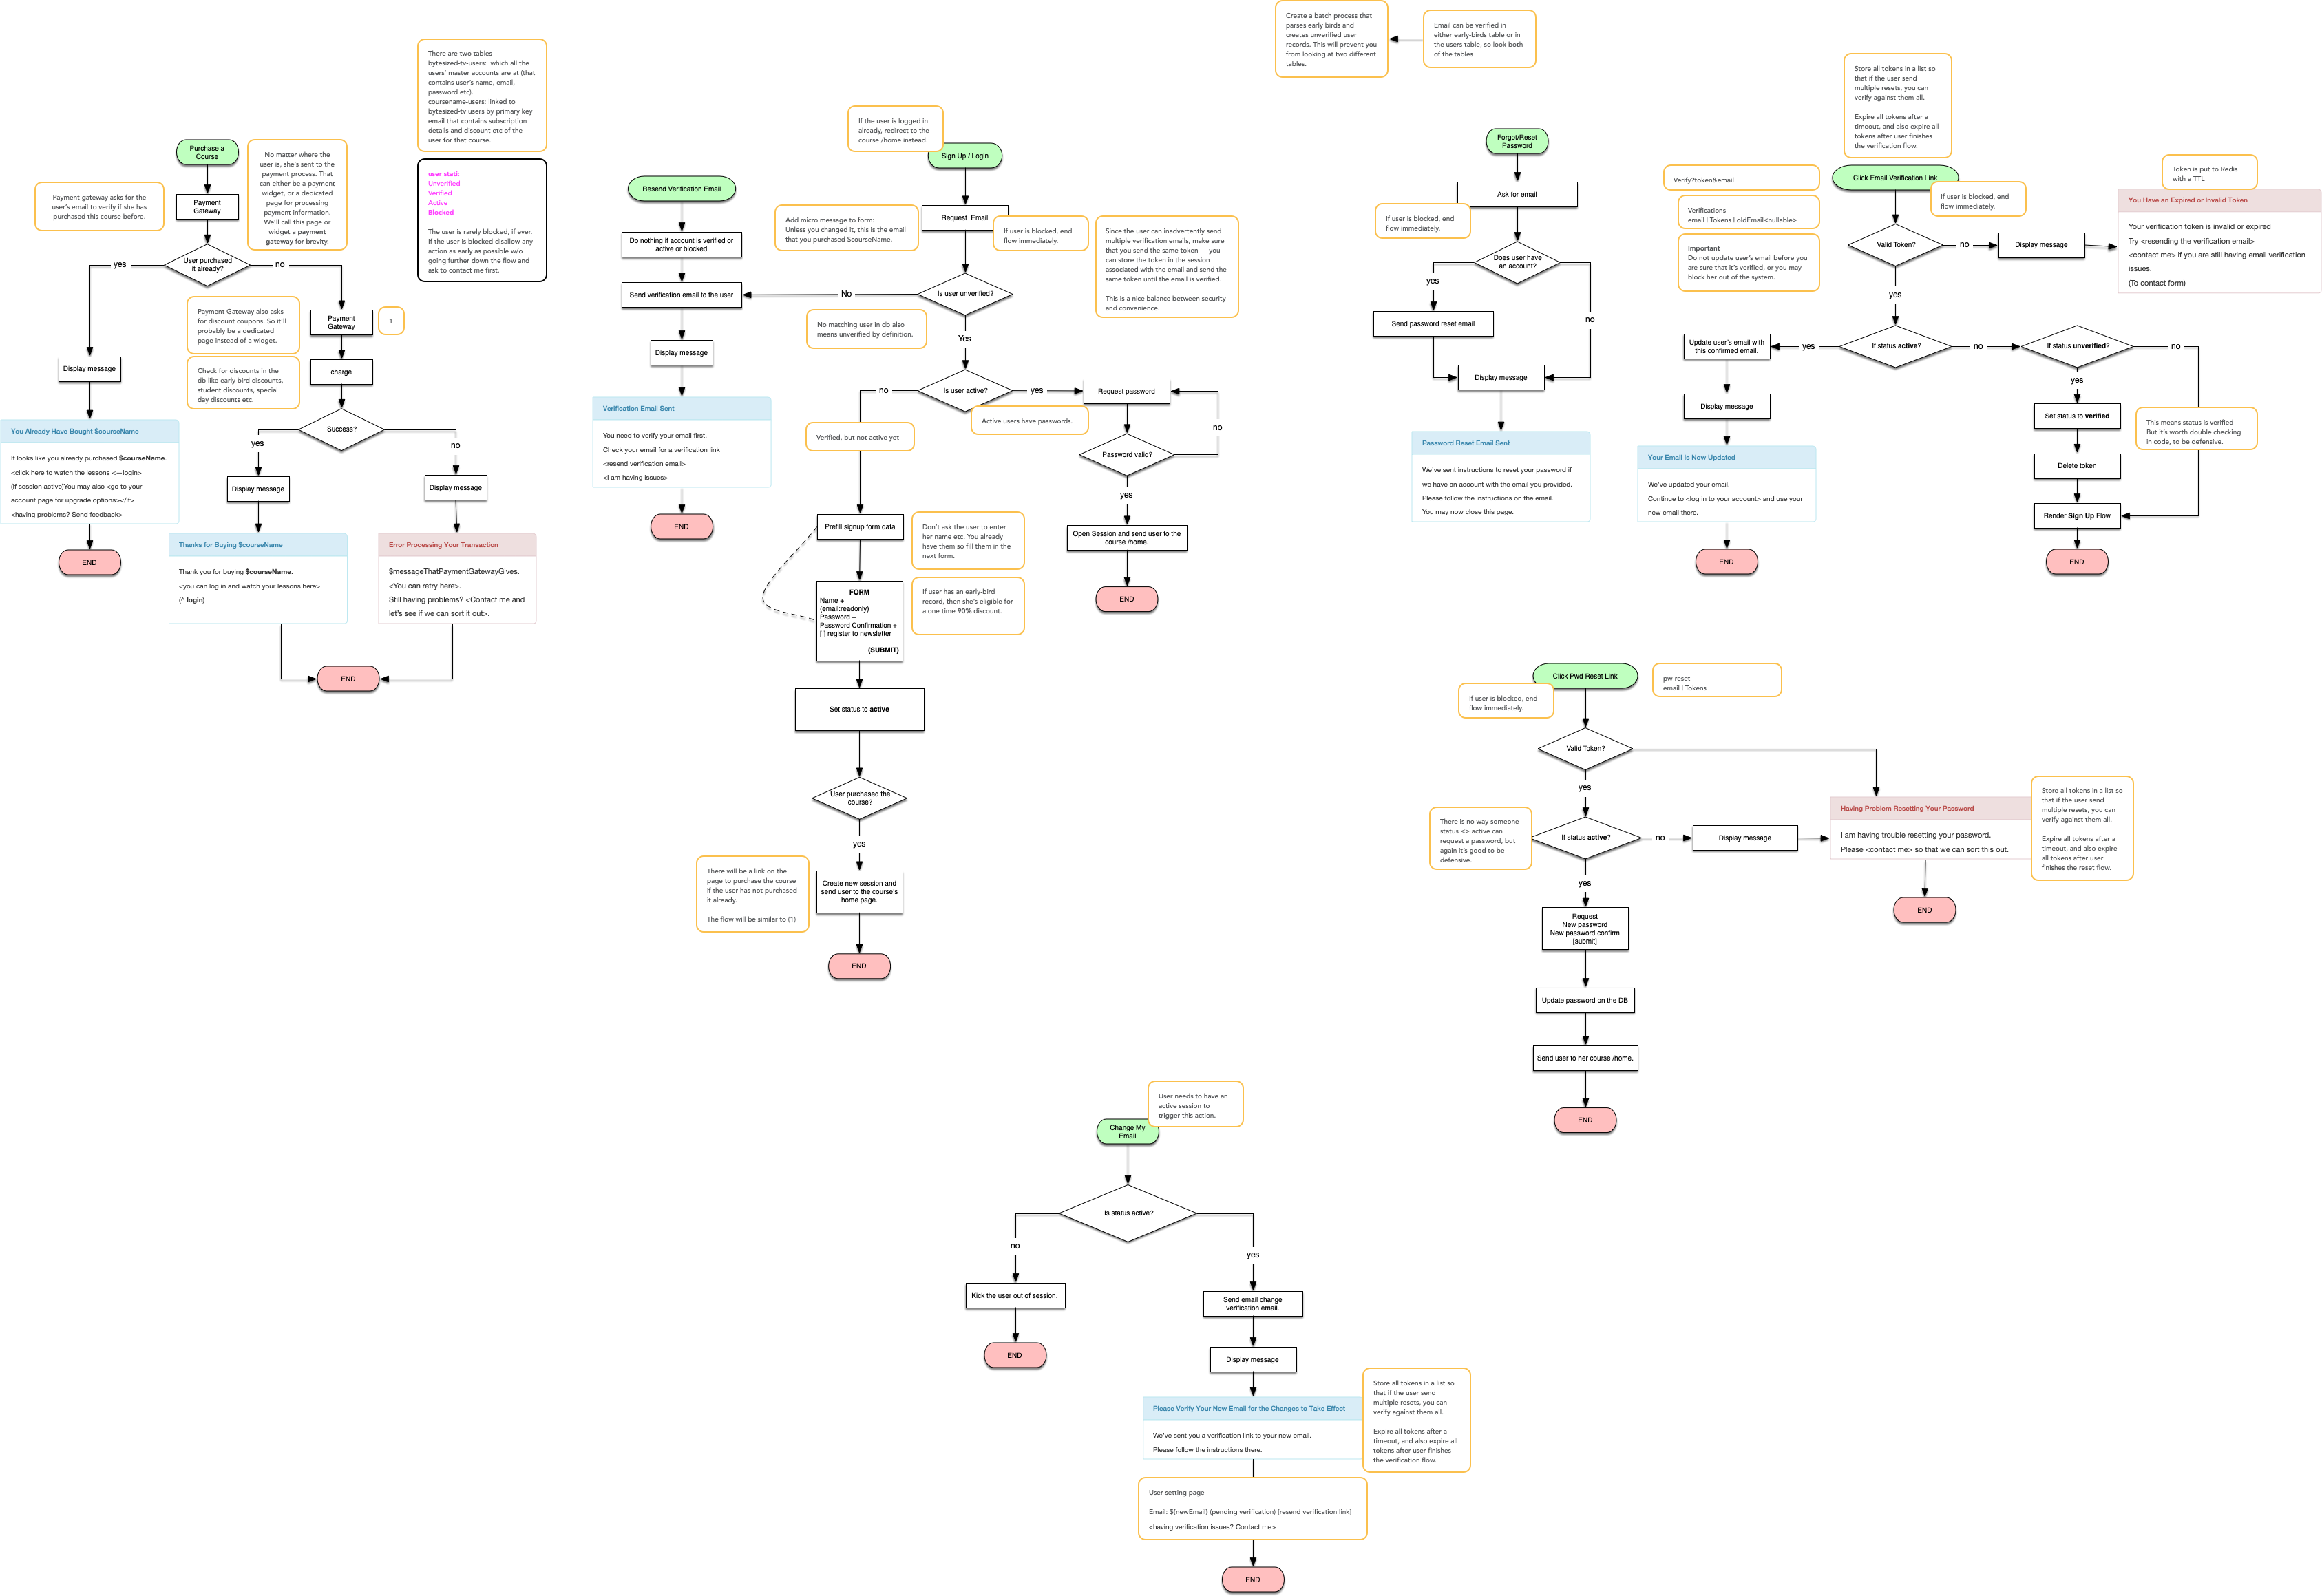 Purchase a
Course
Payment
Gateway
No matter where the
user is, she's sent to the
payment process. That
can either be a payment
widget, or a dedicated
page for processing
payment information.
We'll call this page or
widget a payment
gateway for brevity.
Payment gateway asks for the
user's email to verify if she has
purchased this course before.
User purchased
it already?
yes
no
Payment Gateway also asks
for discount coupons. So it'll
probably be a dedicated
page instead of a widget.
Payment
Gateway
1
Check for discounts in the
db like early bird discounts,
student discounts, special
day discounts etc.
charge
Display message
Success?
yes
no
You Already Have Bought $courseName
It looks like you already purchased $courseName.
<click here to watch the lessons <—login>
(If session active)You may also <go to your
account page for upgrade options></if>
<having problems? Send feedback>
END
Display message
Display message
Thanks for Buying $courseName
Thank you for buying $courseName.
<you can log in and watch your lessons here>
(^ login)
Error Processing Your Transaction
$messageThatPaymentGatewayGives.
<You can retry here>.
Still having problems? <Contact me and
let's see if we can sort it out>.
END
There are two tables
bytesized-tv-users: which all the
users' master accounts are at (that
contains user's name, email,
password etc).
coursename-users: linked to
bytesized-tv users by primary key
email that contains subscription
details and discount etc of the
user for that course.
user stati:
Unverified
Verified
Active
Blocked
The user is rarely blocked, if ever.
If the user is blocked disallow any
action as early as possible w/o
going further down the flow and
ask to contact me first.
Resend Verification Email
Do nothing if account is verified or
active or blocked
Send verification email to the user
Display message
Verification Email Sent
You need to verify your email first.
Check your email for a verification link
<resend verification email>
<I am having issues>
END
If the user is logged in
already, redirect to the
course /home instead.
Sign Up / Login
Add micro message to form:
Unless you changed it, this is the email
that you purchased $courseName.
Request Email
If user is blocked, end
flow immediately.
Since the user can inadvertently send
multiple verification emails, make sure
that you send the same token — you
can store the token in the session
associated with the email and send the
same token until the email is verified.
This is a nice balance between security
and convenience.
Is user unverified?
No
No matching user in db also
means unverified by definition.
Yes
Is user active?
no
yes
Active users have passwords.
Verified, but not active yet
Request password
no
Password valid?
yes
Open Session and send user to the
course /home.
END
Prefill signup form data
Don't ask the user to enter
her name etc. You already
have them so fill them in the
next form.
FORM
Name +
(email:readonly)
Password +
Password Confirmation +
[ ] register to newsletter
(SUBMIT)
If user has an early-bird
record, then she's eligible for
a one time 90% discount.
Set status to active
User purchased the
course?
yes
There will be a link on the
page to purchase the course
if the user has not purchased
it already.
The flow will be similar to (1)
Create new session and
send user to the course's
home page.
END
Create a batch process that
parses early birds and
creates unverified user
records. This will prevent you
from looking at two different
tables.
Email can be verified in
either early-birds table or in
the users table, so look both
of the tables
Forgot/Reset
Password
Ask for email
If user is blocked, end
flow immediately.
Does user have
an account?
yes
no
Send password reset email
Display message
Password Reset Email Sent
We've sent instructions to reset your password if
we have an account with the email you provided.
Please follow the instructions on the email.
You may now close this page.
Store all tokens in a list so
that if the user send
multiple resets, you can
verify against them all.
Expire all tokens after a
timeout, and also expire all
tokens after user finishes
the verification flow.
Verify?token&email
Verifications
email | Tokens | oldEmail<nullable>
Important
Do not update user's email before you
are sure that it's verified, or you may
block her out of the system.
Click Email Verification Link
If user is blocked, end
flow immediately.
Token is put to Redis
with a TTL
Valid Token?
no
Display message
You Have an Expired or Invalid Token
Your verification token is invalid or expired
Try <resending the verification email>
<contact me> if you are still having email verification
issues.
(To contact form)
yes
If status active?
yes
no
If status unverified?
no
yes
Update user's email with
this confirmed email.
Display message
Your Email Is Now Updated
We've updated your email.
Continue to <log in to your account> and use your
new email there.
END
Set status to verified
This means status is verified
But it's worth double checking
in code, to be defensive.
Delete token
Render Sign Up Flow
END
Click Pwd Reset Link
pw-reset
email | Tokens
If user is blocked, end
flow immediately.
Valid Token?
yes
There is no way someone
status <> active can
request a password, but
again it's good to be
defensive.
If status active?
no
Display message
Having Problem Resetting Your Password
I am having trouble resetting your password.
Please <contact me> so that we can sort this out.
Store all tokens in a list so
that if the user send
multiple resets, you can
verify against them all.
Expire all tokens after a
timeout, and also expire
all tokens after user
finishes the reset flow.
END
yes
Request
New password
New password confirm
[submit]
Update password on the DB
Send user to her course /home.
END
User needs to have an
active session to
trigger this action.
Change My
Email
Is status active?
no
yes
Kick the user out of session.
END
Send email change
verification email.
Display message
Please Verify Your New Email for the Changes to Take Effect
We've sent you a verification link to your new email.
Please follow the instructions there.
Store all tokens in a list so
that if the user send
multiple resets, you can
verify against them all.
Expire all tokens after a
timeout, and also expire all
tokens after user finishes
the verification flow.
User setting page
Email: ${newEmail} (pending verification) [resend verification link]
<having verification issues? Contact me>
END